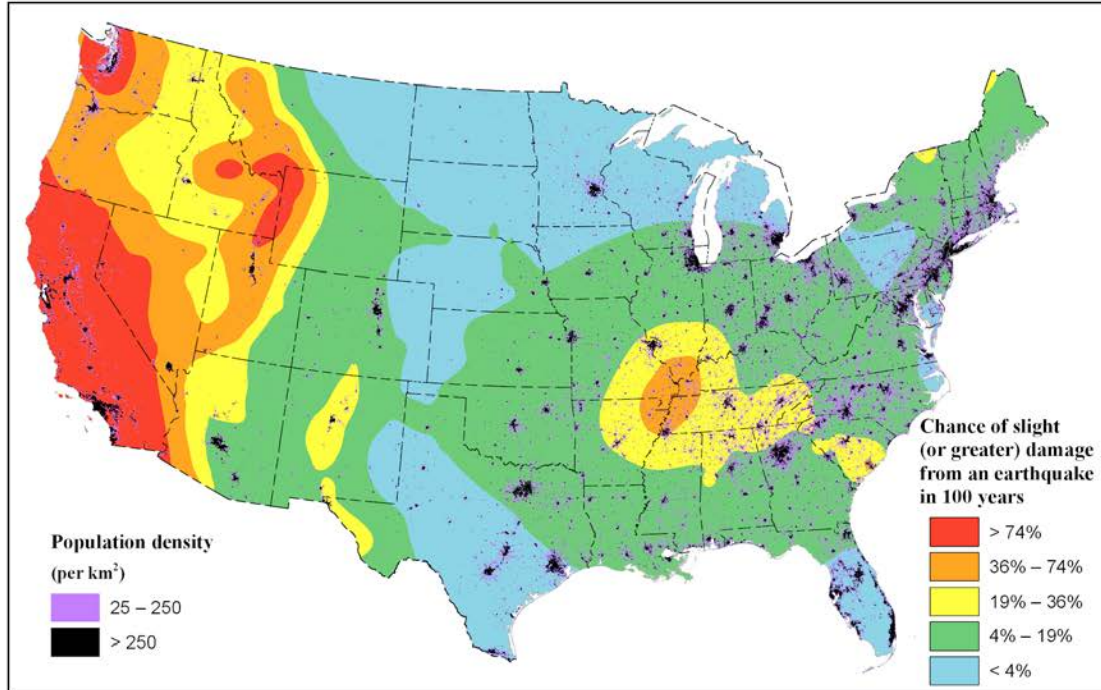 Population density
(per km²)
25 – 250
> 250
Chance of slight
(or greater) damage
from an earthquake
in 100 years
> 74%
36% – 74%
19% – 36%
4% – 19%
< 4%